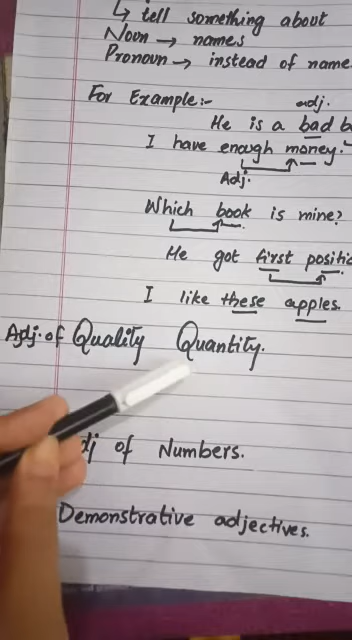 ↳ tell something about
Noun → names
Pronoun → instead of name
For Example:-
adj.
He is a bad
I have enough money.
Adj.
Which book is mine?
He got first
I like these apples.
Adj. of Quality Quantity.
of Numbers.
Demonstrative adjectives.